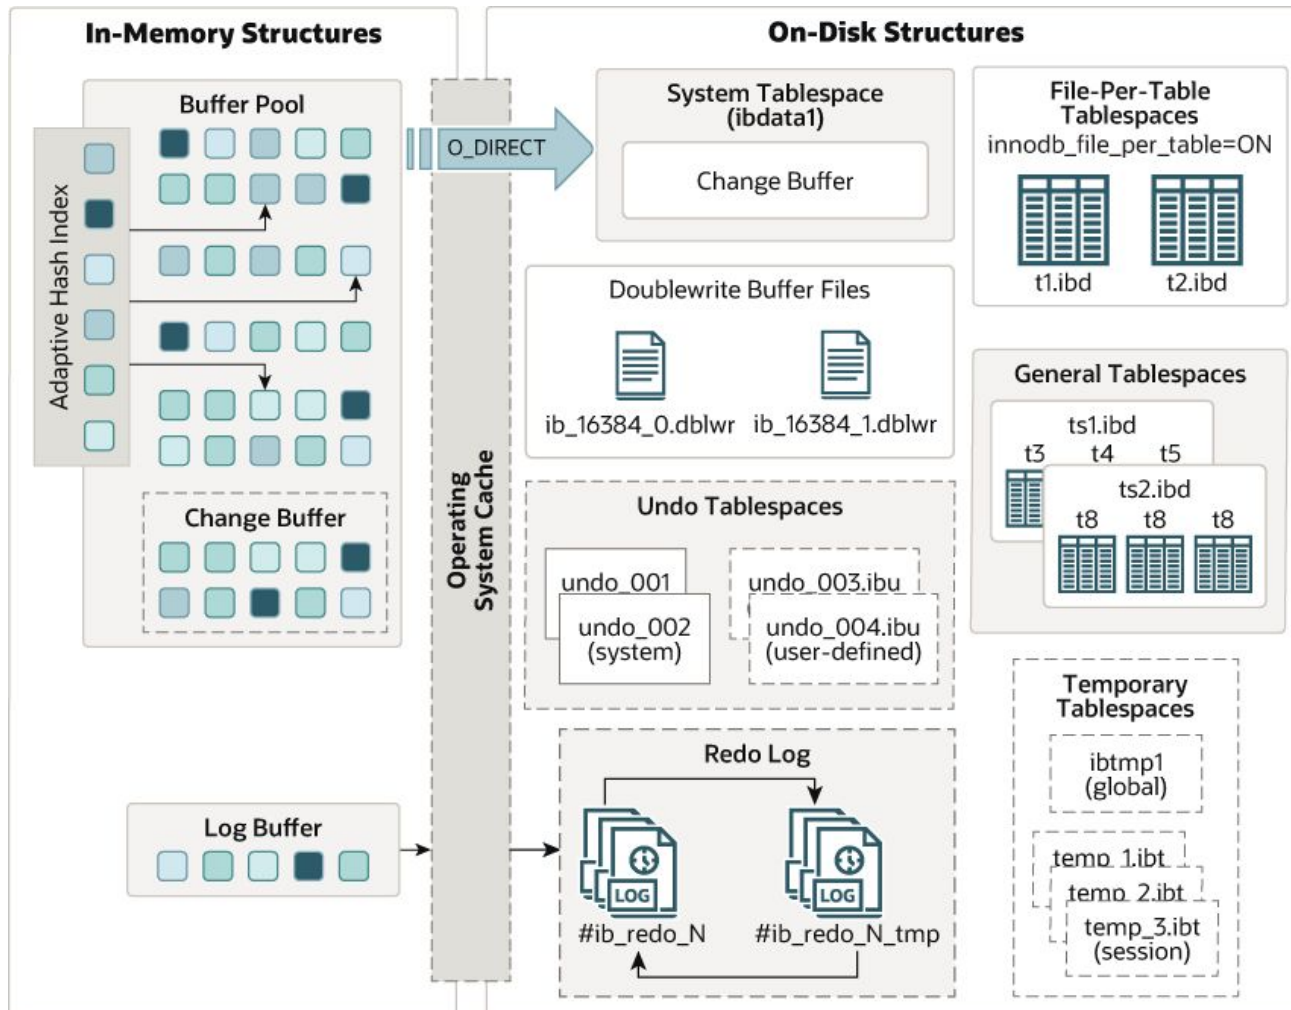 In-Memory Structures
Buffer Pool
Adaptive Hash Index
Change Buffer
Log Buffer
Operating
System Cache
O_DIRECT
On-Disk Structures
System Tablespace
(ibdata1)
Change Buffer
Doublewrite Buffer Files
ib_16384_0.dblwr
ib_16384_1.dblwr
Undo Tablespaces
undo_001
undo_002
(system)
undo_003.ibu
undo_004.ibu
(user-defined)
Redo Log
LOG
LOG
#ib_redo_N
#ib_redo_N_tmp
File-Per-Table
Tablespaces
innodb_file_per_table=ON
t1.ibd
t2.ibd
General Tablespaces
ts1.ibd
t3 t4 t5
ts2.ibd
t8 t8 t8
Temporary
Tablespaces
ibtmp1
(global)
temp_1.ibt
temp_2.ibt
temp_3.ibt
(session)